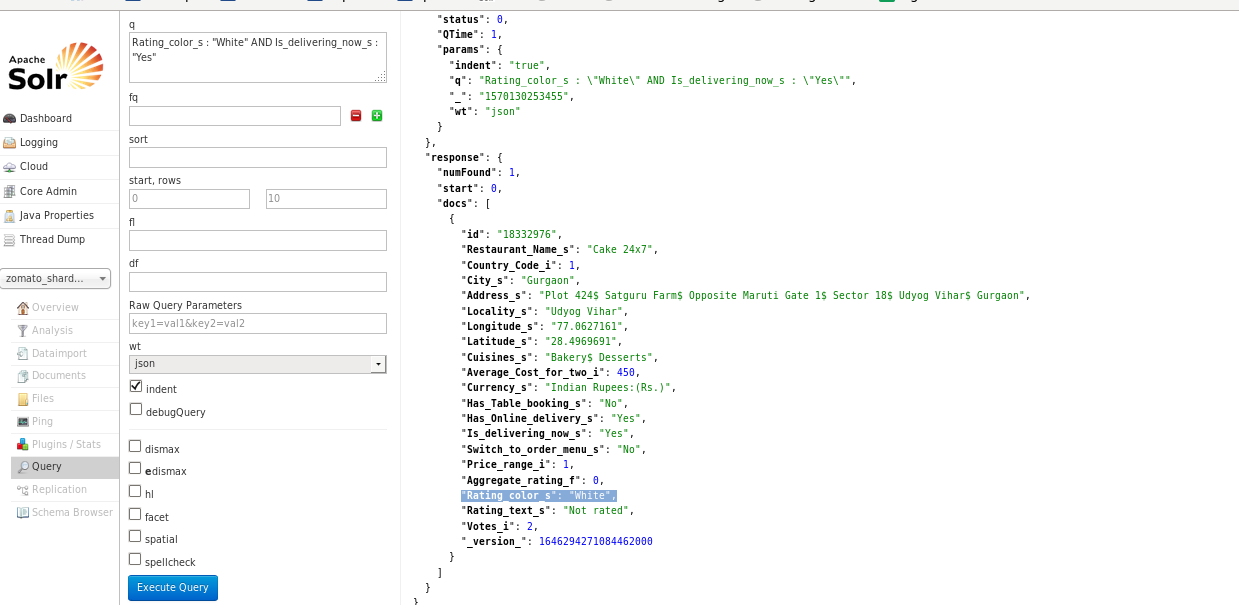 Apache
Solr
Dashboard
Logging
Cloud
Core Admin
Java Properties
Thread Dump
zomato_shard...
Overview
Analysis
Dataimport
Documents
Files
Ping
Plugins / Stats
Query
Replication
Schema Browser
q
Rating_color_s : "White" AND Is_delivering_now_s :
"Yes"
fq
sort
start, rows
0 10
fl
df
Raw Query Parameters
key1=val1&key2=val2
wt
json
indent
debugQuery
dismax
edismax
hl
facet
spatial
spellcheck
Execute Query
"status": 0,
"QTime": 1,
"params": {
"indent": "true",
"q": "Rating_color_s : \"White\" AND Is_delivering_now_s : \"Yes\"",
"_": "1570130253455",
"wt": "json"
}
},
"response": {
"numFound": 1,
"start": 0,
"docs": [
{
"id": "18332976",
"Restaurant_Name_s": "Cake 24x7",
"Country_Code_i": 1,
"City_s": "Gurgaon",
"Address_s": "Plot 424$ Satguru Farm$ Opposite Maruti Gate 1$ Sector 18$ Udyog Vihar$ Gurgaon",
"Locality_s": "Udyog Vihar",
"Longitude_s": "77.0627161",
"Latitude_s": "28.4969691",
"Cuisines_s": "Bakery$ Desserts",
"Average_Cost_for_two_i": 450,
"Currency_s": "Indian Rupees:(Rs.)",
"Has_Table_booking_s": "No",
"Has_Online_delivery_s": "Yes",
"Is_delivering_now_s": "Yes",
"Switch_to_order_menu_s": "No",
"Price_range_i": 1,
"Aggregate_rating_f": 0,
"Rating_color_s": "White",
"Rating_text_s": "Not rated",
"Votes_i": 2,
"_version_": 1646294271084462000
}
]
}
}